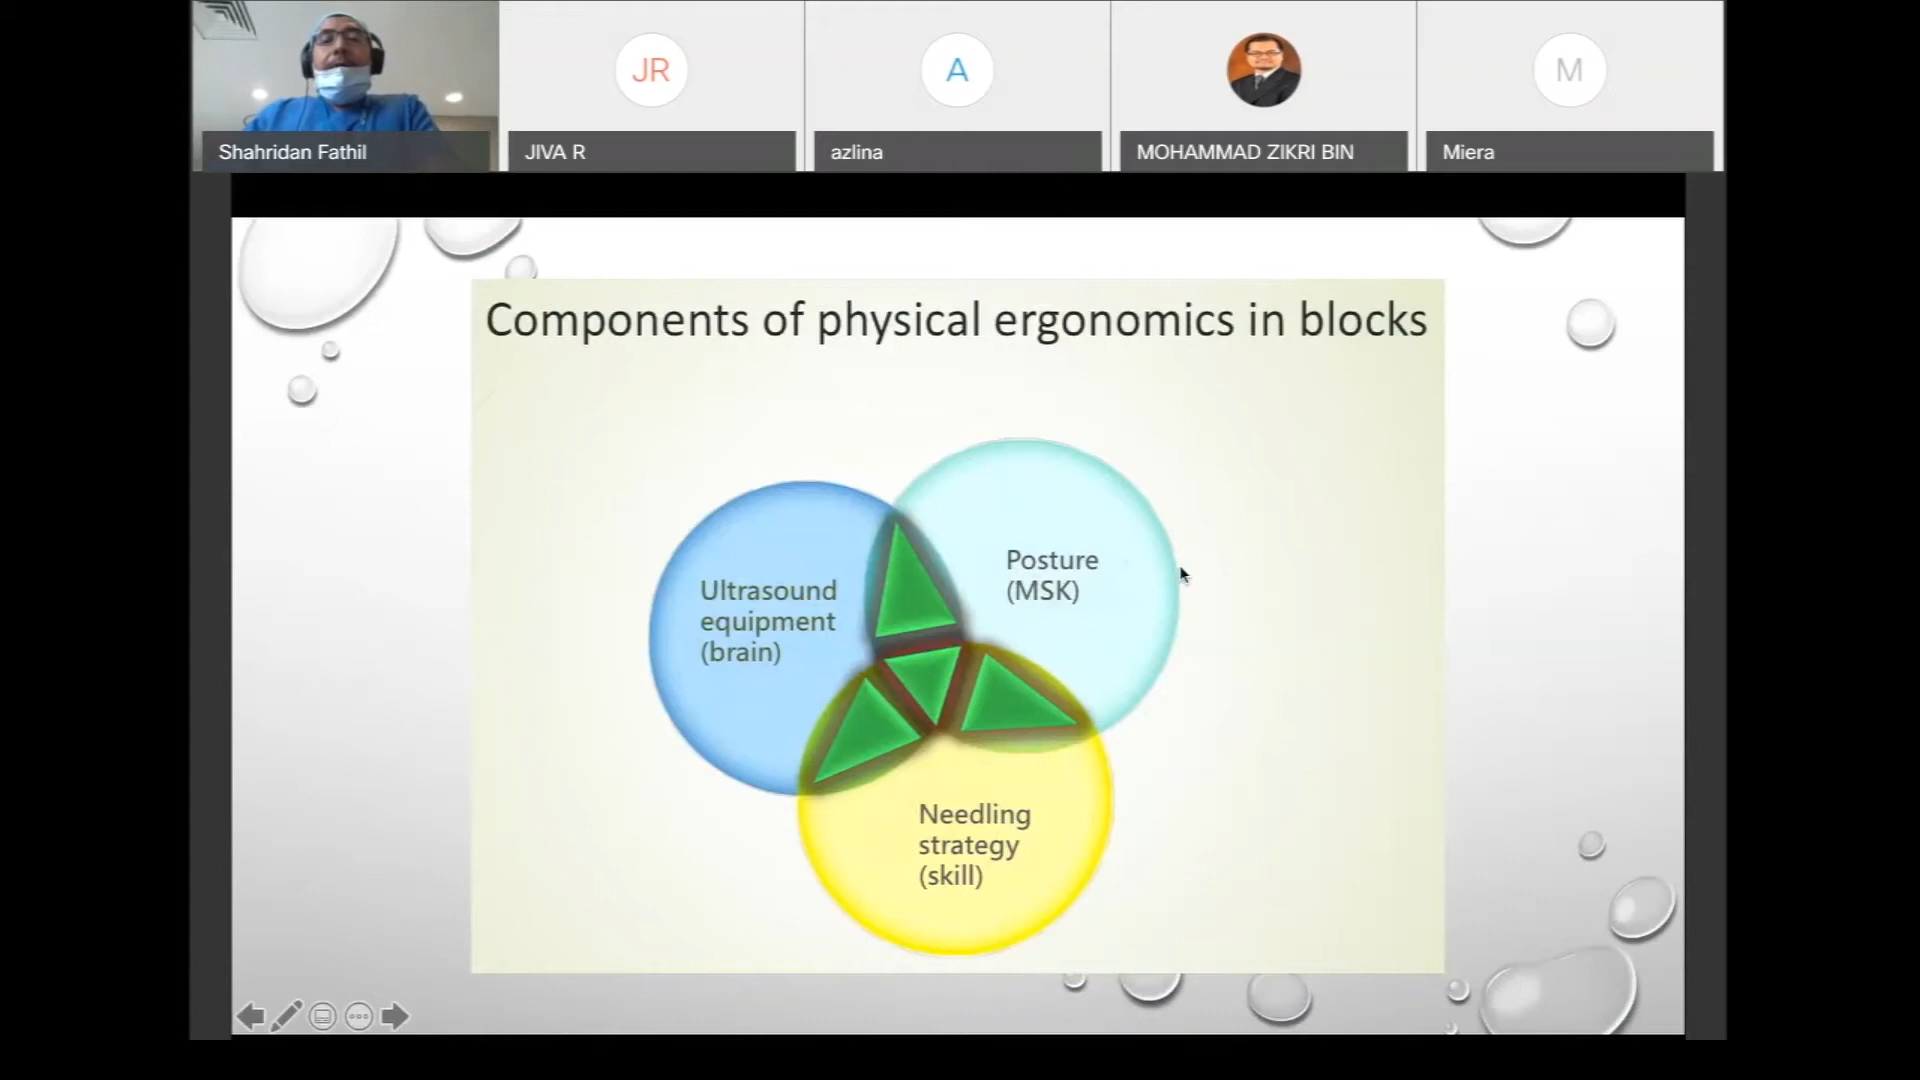 JR
A
M
Shahridan Fathil
JIVA R
azlina
MOHAMMAD ZIKRI BIN
Miera
Components of physical ergonomics in blocks
Posture
(MSK)
Ultrasound
equipment
(brain)
Needling
strategy
(skill)